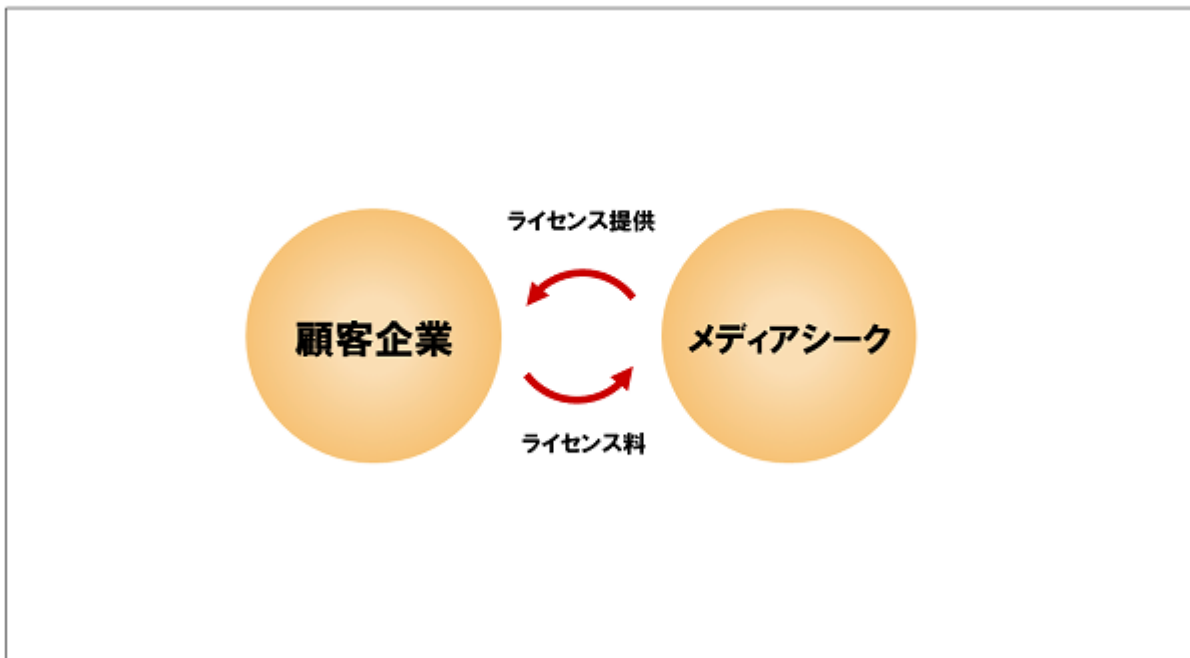 ライセンス提供
顧客企業
メディアシーク
ライセンス料